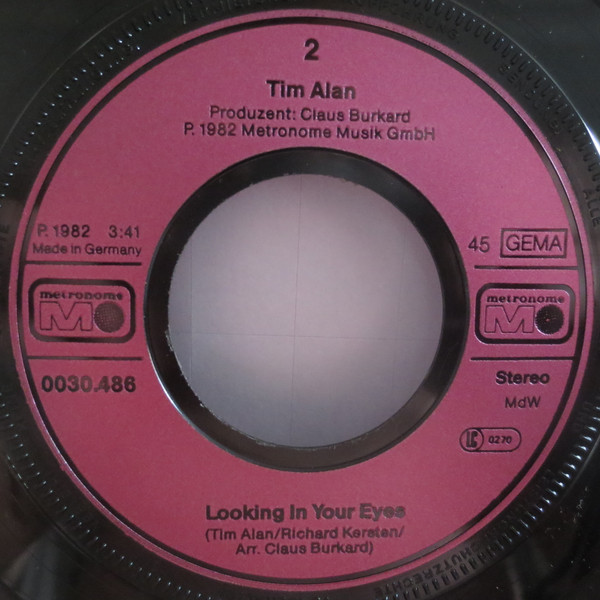 2
Tim Alan
Produzent: Claus Burkard
P. 1982 Metronome Musik GmbH
P. 1982 3:41
Made in Germany
45 GEMA
metronome
metronome
0030.486
Stereo
MdW
LC 0270
Looking In Your Eyes
(Tim Alan/Richard Kersten/
Arr. Claus Burkard)
ALLE